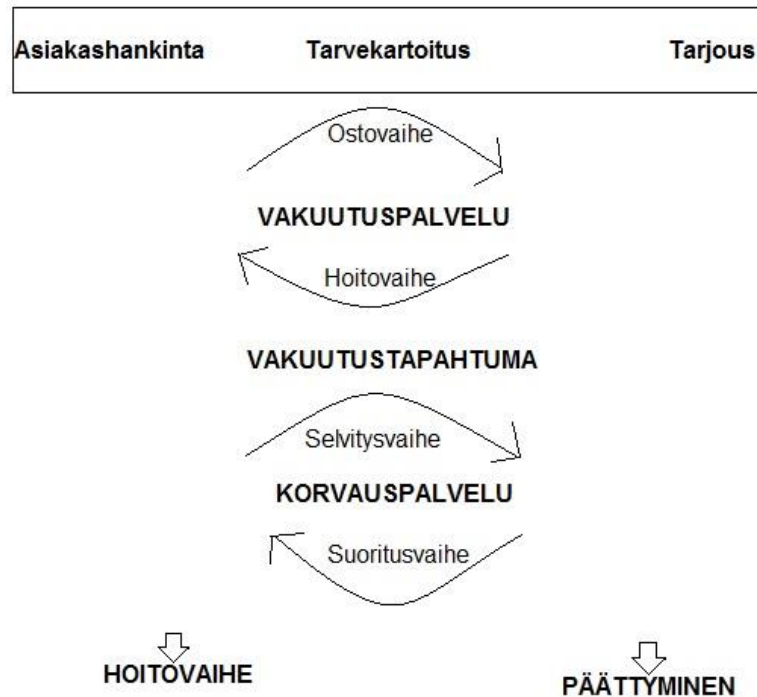 Asiakashankinta Tarvekartoitus Tarjous
Ostovaihe
VAKUUTUSPALVELU
Hoitovaihe
VAKUUTUSTAPAHTUMA
Selvitysvaihe
KORVAUSPALVELU
Suoritusvaihe
HOITOVAIHE
PÄÄTTYMINEN